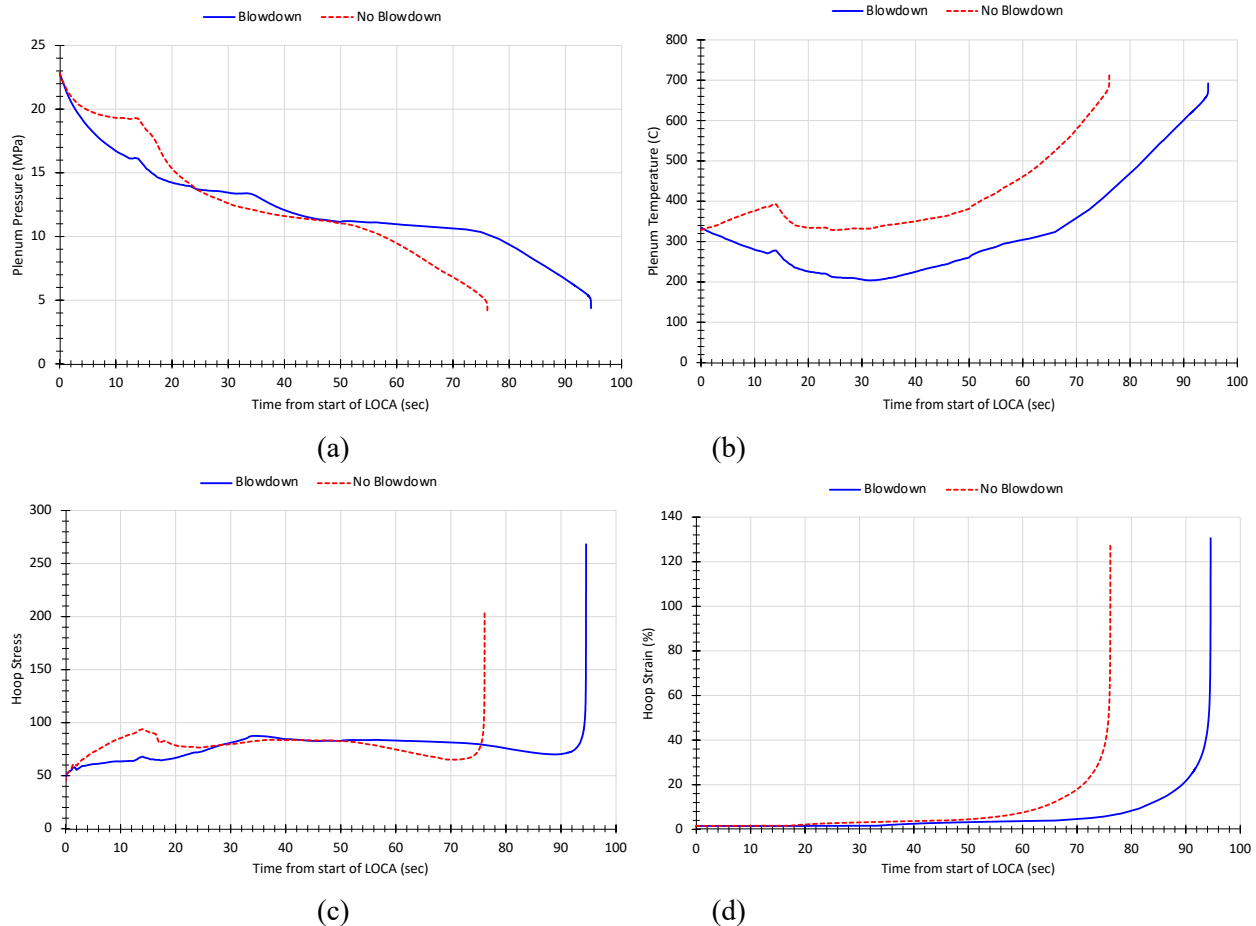 Blowdown No Blowdown
25
20
15
10
5
0
Plenum Pressure (MPa)
0 10 20 30 40 50 60 70 80 90 100
Time from start of LOCA (sec)
(a)
Blowdown No Blowdown
800
700
600
500
400
300
200
100
0
Plenum Temperature (C)
0 10 20 30 40 50 60 70 80 90 100
Time from start of LOCA (sec)
(b)
Blowdown No Blowdown
300
250
200
150
100
50
0
Hoop Stress
0 10 20 30 40 50 60 70 80 90 100
Time from start of LOCA (sec)
(c)
Blowdown No Blowdown
140
120
100
80
60
40
20
0
Hoop Strain (%)
0 10 20 30 40 50 60 70 80 90 100
Time from start of LOCA (sec)
(d)